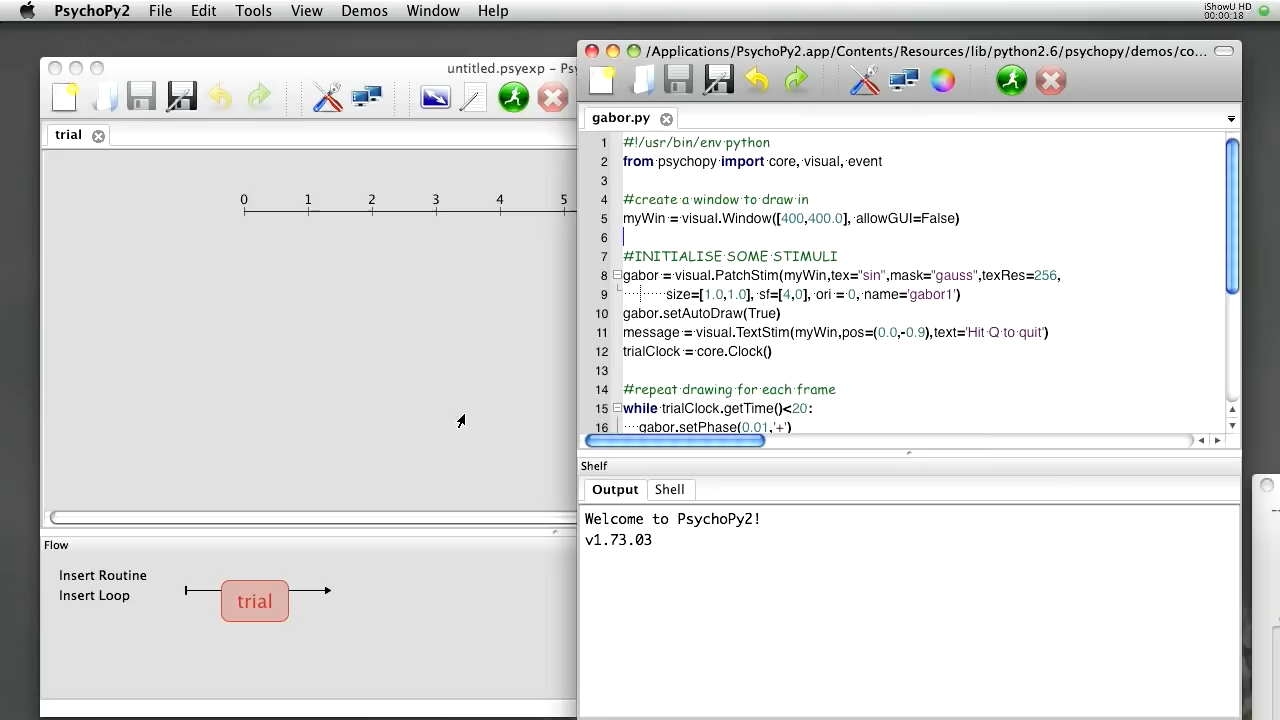 PsychoPy2 File Edit Tools View Demos Window Help
iShowU HD
00:00:18
untitled.psyexp – Psy
trial
0 1 2 3 4 5
Flow
Insert Routine
Insert Loop
trial
/Applications/PsychoPy2.app/Contents/Resources/lib/python2.6/psychopy/demos/co...
gabor.py
1 #!/usr/bin/env python
2 from psychopy import core, visual, event
3
4 #create a window to draw in
5 myWin = visual.Window([400,400.0], allowGUI=False)
6
7 #INITIALISE SOME STIMULI
8 gabor = visual.PatchStim(myWin,tex="sin",mask="gauss",texRes=256,
9 size=[1.0,1.0], sf=[4,0], ori = 0, name='gabor1')
10 gabor.setAutoDraw(True)
11 message = visual.TextStim(myWin,pos=(0.0,-0.9),text='Hit Q to quit')
12 trialClock = core.Clock()
13
14 #repeat drawing for each frame
15 while trialClock.getTime()<20:
16 gabor.setPhase(0.01,'+')
Shelf
Output Shell
Welcome to PsychoPy2!
v1.73.03